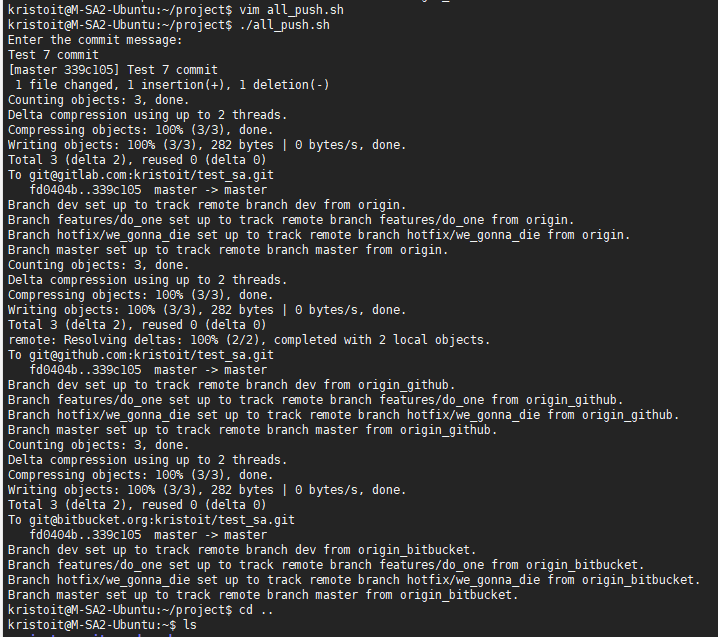 kristoit@M-SA2-Ubuntu:~/project$ vim all_push.sh
kristoit@M-SA2-Ubuntu:~/project$ ./all_push.sh
Enter the commit message:
Test 7 commit
[master 339c105] Test 7 commit
 1 file changed, 1 insertion(+), 1 deletion(-)
Counting objects: 3, done.
Delta compression using up to 2 threads.
Compressing objects: 100% (3/3), done.
Writing objects: 100% (3/3), 282 bytes | 0 bytes/s, done.
Total 3 (delta 2), reused 0 (delta 0)
To git@gitlab.com:kristoit/test_sa.git
   fd0404b..339c105  master -> master
Branch dev set up to track remote branch dev from origin.
Branch features/do_one set up to track remote branch features/do_one from origin.
Branch hotfix/we_gonna_die set up to track remote branch hotfix/we_gonna_die from origin.
Branch master set up to track remote branch master from origin.
Counting objects: 3, done.
Delta compression using up to 2 threads.
Compressing objects: 100% (3/3), done.
Writing objects: 100% (3/3), 282 bytes | 0 bytes/s, done.
Total 3 (delta 2), reused 0 (delta 0)
remote: Resolving deltas: 100% (2/2), completed with 2 local objects.
To git@github.com:kristoit/test_sa.git
   fd0404b..339c105  master -> master
Branch dev set up to track remote branch dev from origin_github.
Branch features/do_one set up to track remote branch features/do_one from origin_github.
Branch hotfix/we_gonna_die set up to track remote branch hotfix/we_gonna_die from origin_github.
Branch master set up to track remote branch master from origin_github.
Counting objects: 3, done.
Delta compression using up to 2 threads.
Compressing objects: 100% (3/3), done.
Writing objects: 100% (3/3), 282 bytes | 0 bytes/s, done.
Total 3 (delta 2), reused 0 (delta 0)
To git@bitbucket.org:kristoit/test_sa.git
   fd0404b..339c105  master -> master
Branch dev set up to track remote branch dev from origin_bitbucket.
Branch features/do_one set up to track remote branch features/do_one from origin_bitbucket.
Branch hotfix/we_gonna_die set up to track remote branch hotfix/we_gonna_die from origin_bitbucket.
Branch master set up to track remote branch master from origin_bitbucket.
kristoit@M-SA2-Ubuntu:~/project$ cd ..
kristoit@M-SA2-Ubuntu:~$ ls